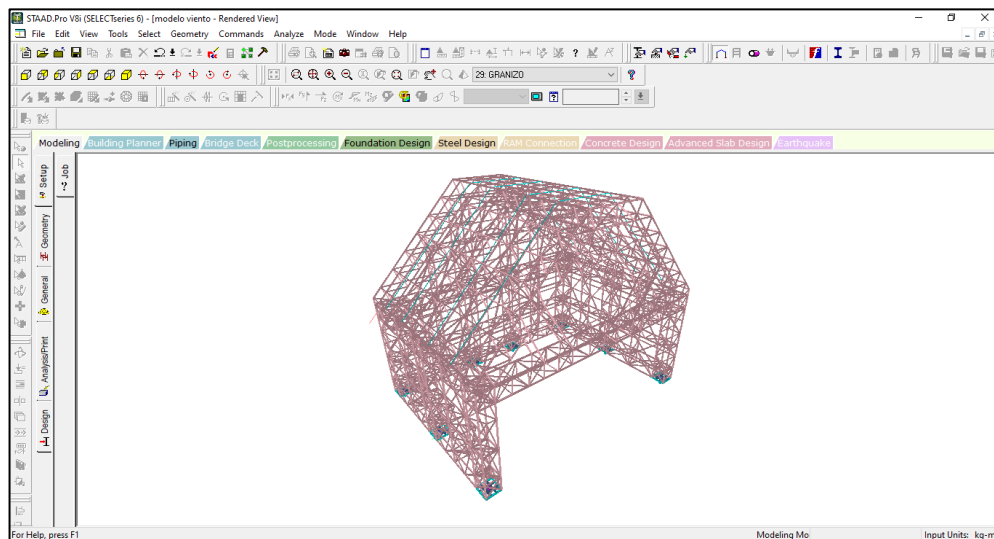 STAAD.Pro V8i (SELECTseries 6) - [modelo viento - Rendered View]
File Edit View Tools Select Geometry Commands Analyze Mode Window Help
29: GRANIZO
Modeling Building Planner Piping Bridge Deck Postprocessing Foundation Design Steel Design RAM Connection Concrete Design Advanced Slab Design Earthquake
Setup
Job
Geometry
General
Analysis/Print
Design
For Help, press F1
Modeling Mo
Input Units: kg-m